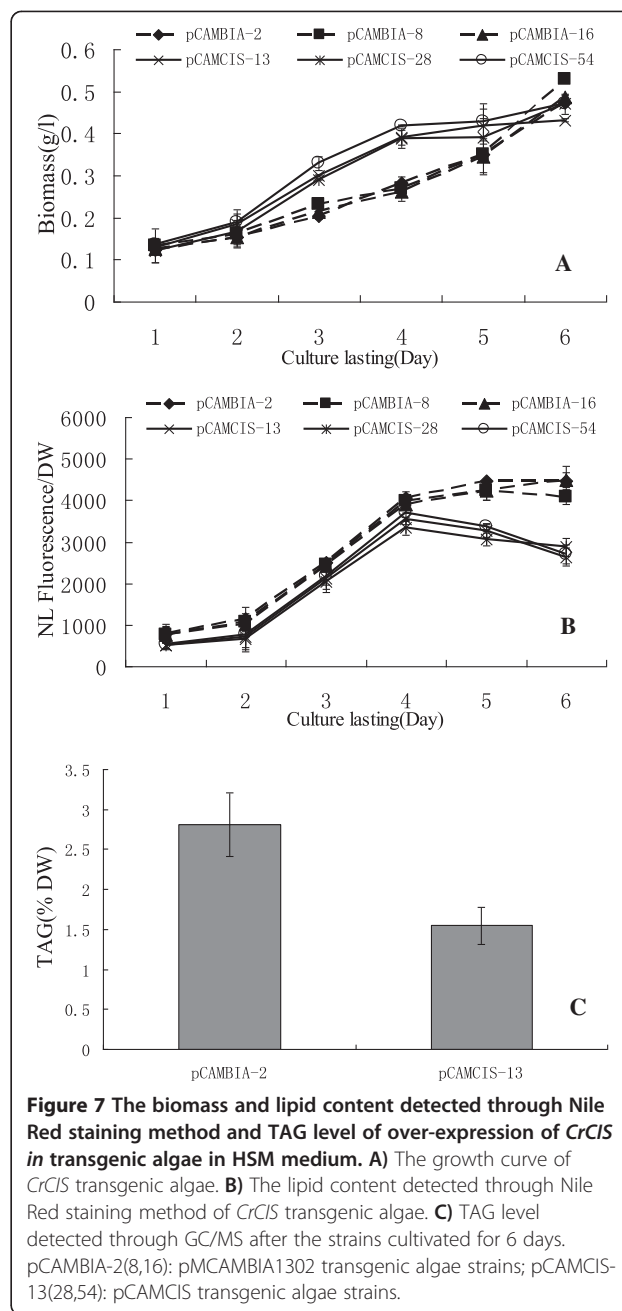 pCAMBIA-2 pCAMBIA-8 pCAMBIA-16
pCAMCIS-13 pCAMCIS-28 pCAMCIS-54
Biomass(g/l)
0.6
0.5
0.4
0.3
0.2
0.1
0
A
1 2 3 4 5 6
Culture lasting(Day)
pCAMBIA-2 pCAMBIA-8 pCAMBIA-16
pCAMCIS-13 pCAMCIS-28 pCAMCIS-54
NL Fluorescence/DW
6000
5000
4000
3000
2000
1000
0
B
1 2 3 4 5 6
Culture lasting(Day)
TAG(% DW)
3.5
3
2.5
2
1.5
1
0.5
0
C
pCAMBIA-2 pCAMCIS-13
Figure 7 The biomass and lipid content detected through Nile
Red staining method and TAG level of over-expression of CrCIS
in transgenic algae in HSM medium. A) The growth curve of
CrCIS transgenic algae. B) The lipid content detected through Nile
Red staining method of CrCIS transgenic algae. C) TAG level
detected through GC/MS after the strains cultivated for 6 days.
pCAMBIA-2(8,16): pMCAMBIA1302 transgenic algae strains; pCAMCIS-
13(28,54): pCAMCIS transgenic algae strains.